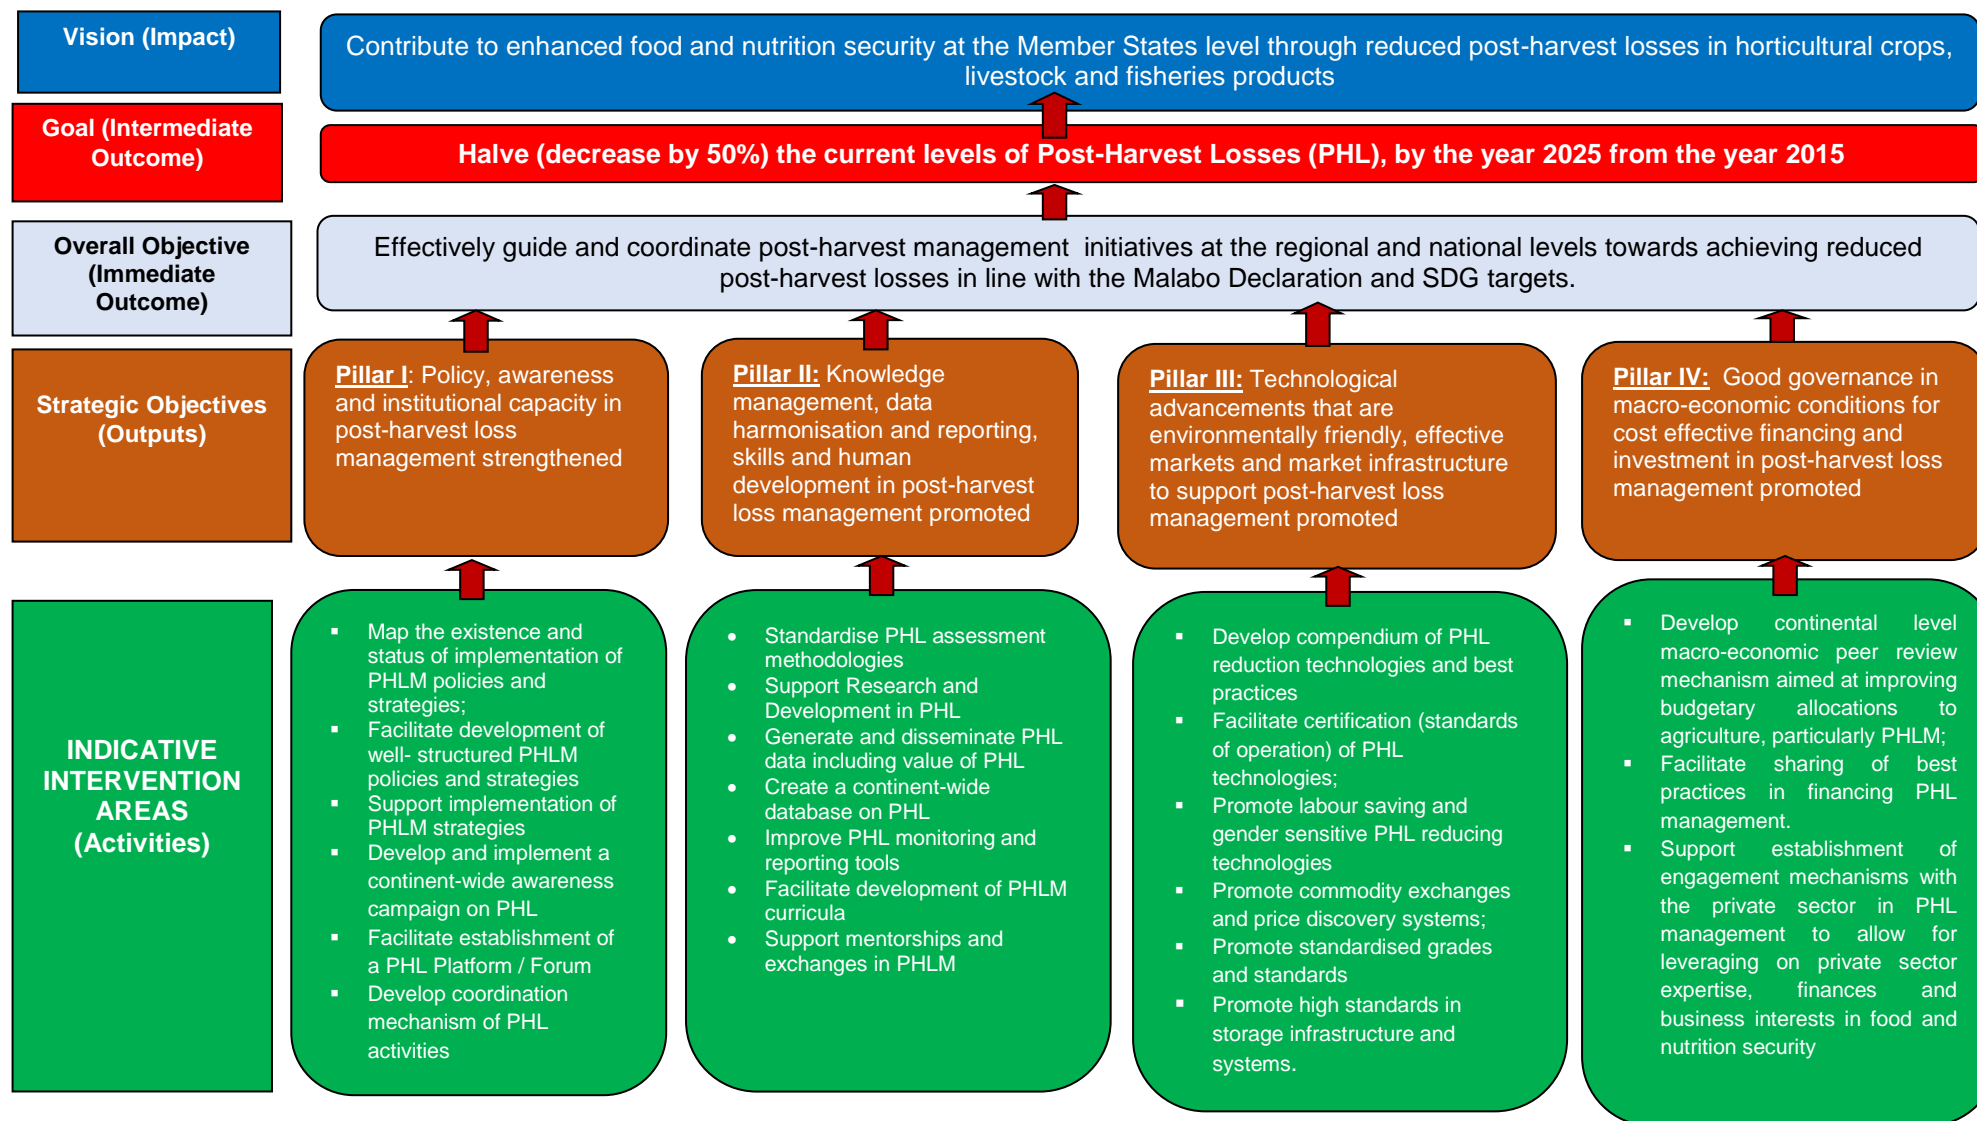 Vision (Impact)
Contribute to enhanced food and nutrition security at the Member States level through reduced post-harvest losses in horticultural crops,
livestock and fisheries products
Goal (Intermediate
Outcome)
Halve (decrease by 50%) the current levels of Post-Harvest Losses (PHL), by the year 2025 from the year 2015
Overall Objective
(Immediate
Outcome)
Effectively guide and coordinate post-harvest management initiatives at the regional and national levels towards achieving reduced
post-harvest losses in line with the Malabo Declaration and SDG targets.
Strategic Objectives
(Outputs)
Pillar I: Policy, awareness
and institutional capacity in
post-harvest loss
management strengthened
Pillar II: Knowledge
management, data
harmonisation and reporting,
skills and human
development in post-harvest
loss management promoted
Pillar III: Technological
advancements that are
environmentally friendly, effective
markets and market infrastructure
to support post-harvest loss
management promoted
Pillar IV: Good governance in
macro-economic conditions for
cost effective financing and
investment in post-harvest loss
management promoted
INDICATIVE
INTERVENTION
AREAS
(Activities)
▪ Map the existence and
status of implementation of
PHLM policies and
strategies;
▪ Facilitate development of
well- structured PHLM
policies and strategies
▪ Support implementation of
PHLM strategies
▪ Develop and implement a
continent-wide awareness
campaign on PHL
▪ Facilitate establishment of
a PHL Platform / Forum
▪ Develop coordination
mechanism of PHL
activities
• Standardise PHL assessment
methodologies
• Support Research and
Development in PHL
• Generate and disseminate PHL
data including value of PHL
• Create a continent-wide
database on PHL
• Improve PHL monitoring and
reporting tools
• Facilitate development of PHLM
curricula
• Support mentorships and
exchanges in PHLM
▪ Develop compendium of PHL
reduction technologies and best
practices
▪ Facilitate certification (standards
of operation) of PHL
technologies;
▪ Promote labour saving and
gender sensitive PHL reducing
technologies
▪ Promote commodity exchanges
and price discovery systems;
▪ Promote standardised grades
and standards
▪ Promote high standards in
storage infrastructure and
systems.
▪ Develop continental level
macro-economic peer review
mechanism aimed at improving
budgetary allocations to
agriculture, particularly PHLM;
▪ Facilitate sharing of best
practices in financing PHL
management.
▪ Support establishment of
engagement mechanisms with
the private sector in PHL
management to allow for
leveraging on private sector
expertise, finances and
business interests in food and
nutrition security